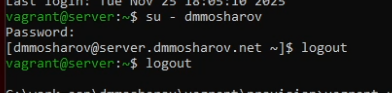 Last login: Tue Nov 25 18:05:10 2025
vagrant@server:~$ su - dmmosharov
Password:
[dmmosharov@server.dmmosharov.net ~]$ logout
vagrant@server:~$ logout